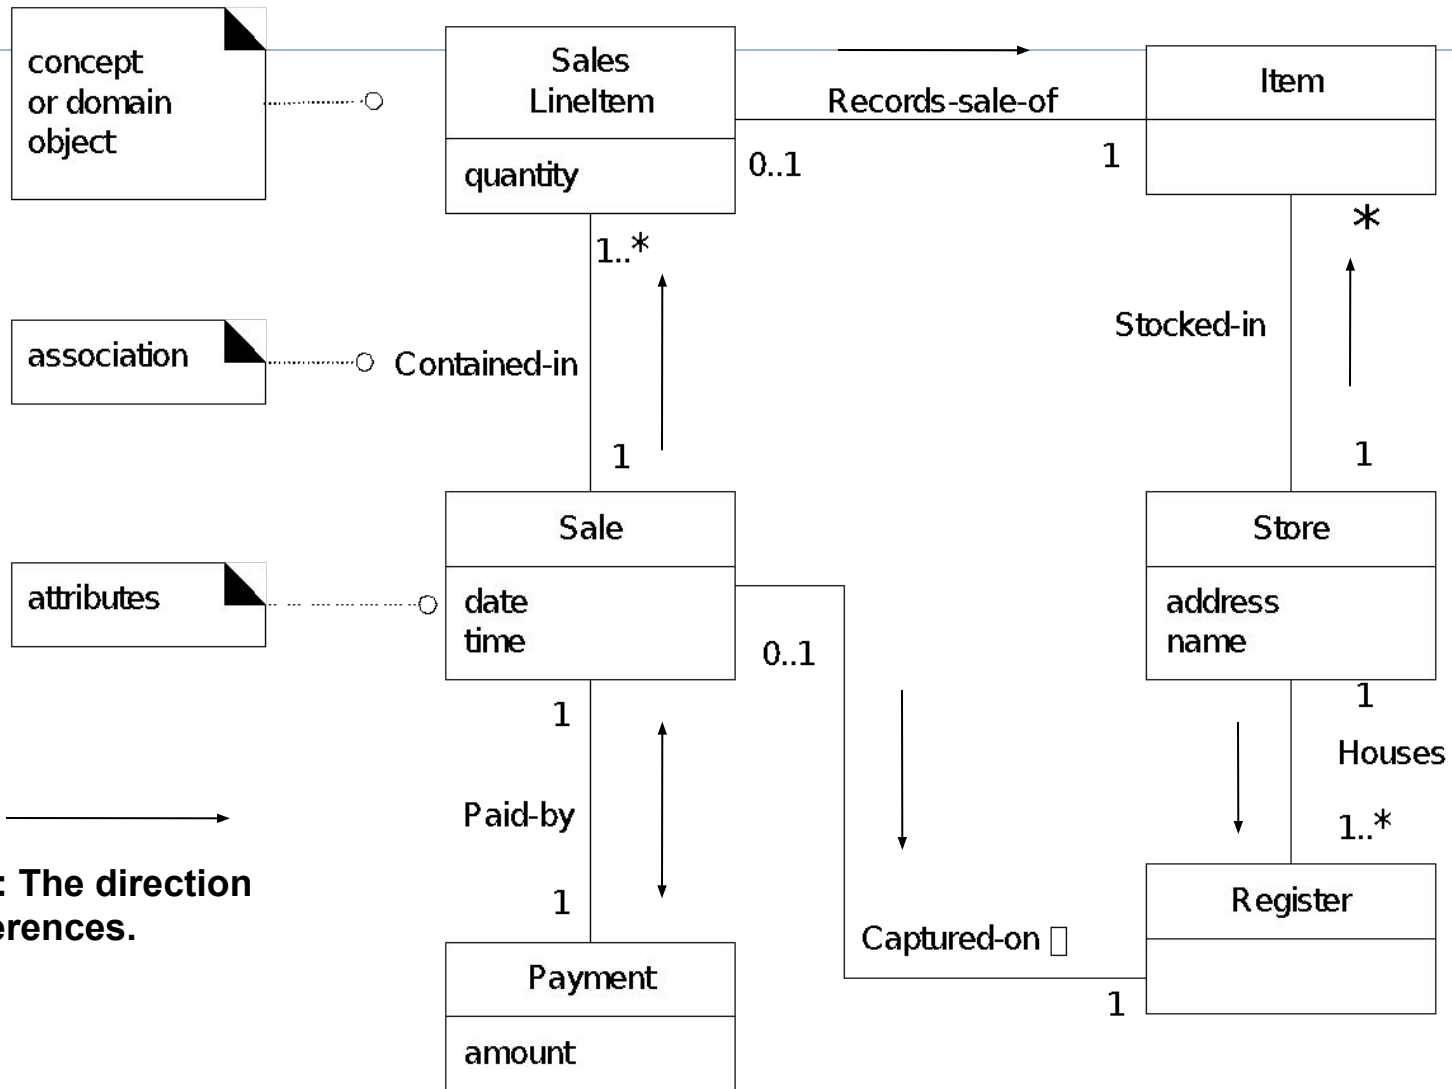 concept
or domain
object
Sales
LineItem
quantity
Records-sale-of
0..1
1
Item
1..*
*
association
Contained-in
Stocked-in
1
1
attributes
Sale
date
time
Store
address
name
0..1
1
1
Houses
Paid-by
1..*
: The direction
erences.
1
Captured-on
Register
1
Payment
amount